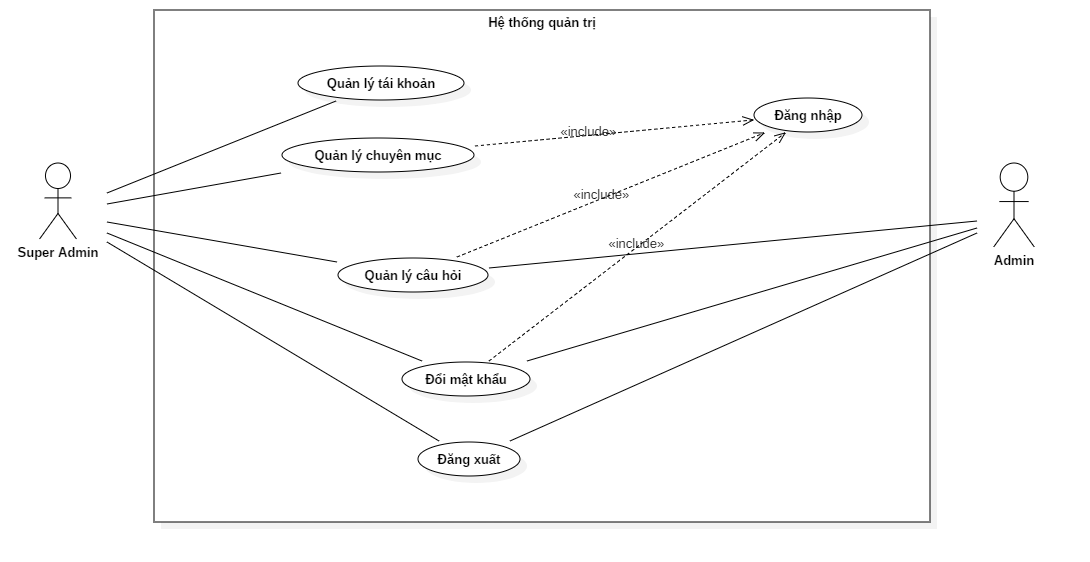 Hệ thống quản trị
Quản lý tái khoản
Đăng nhập
«include»
Quản lý chuyên mục
«include»
«include»
Super Admin
Admin
Quản lý câu hỏi
Đổi mật khẩu
Đăng xuất